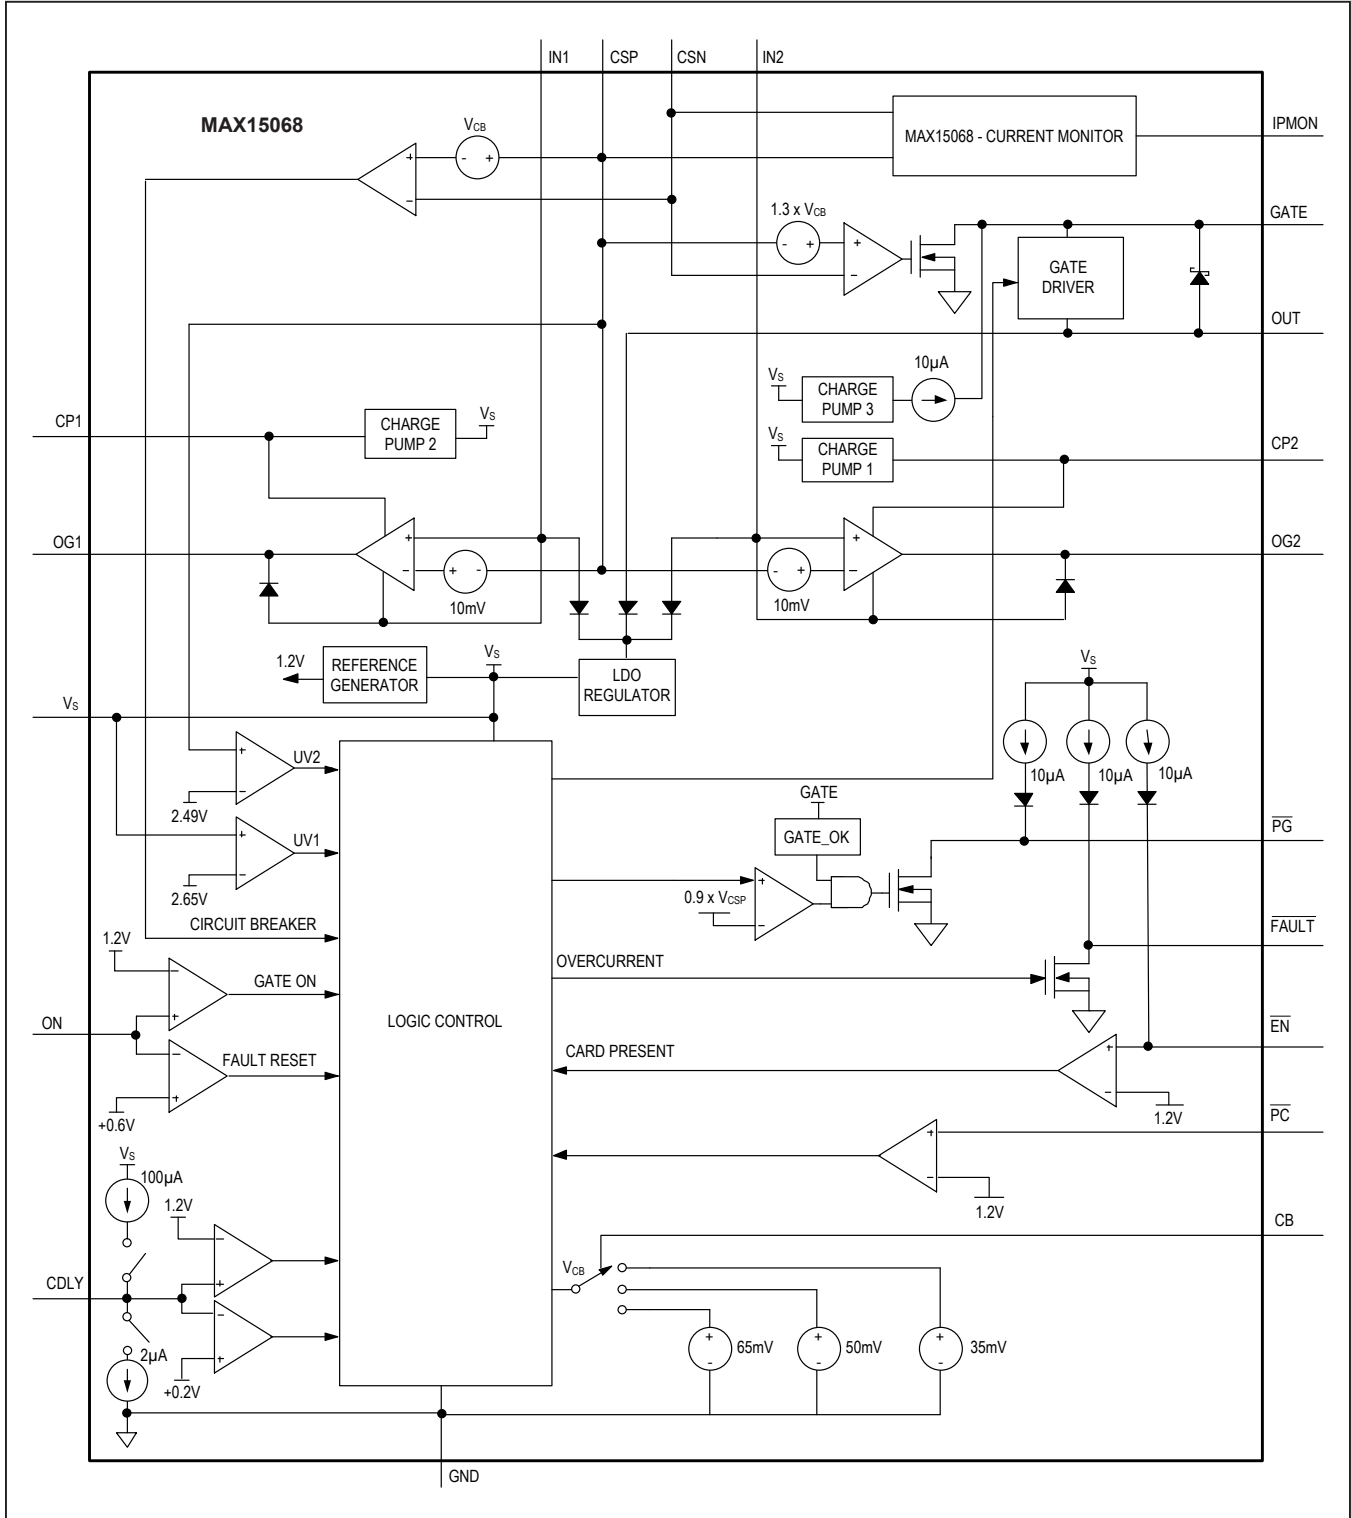 IN1
CSP
CSN
IN2
MAX15068
VCB
- +
+
-
MAX15068 - CURRENT MONITOR
IPMON
1.3 x VCB
- +
+
-
GATE
GATE
DRIVER
OUT
VS
CHARGE
PUMP 3
10µA
CP1
CHARGE
PUMP 2
VS
VS
CHARGE
PUMP 1
CP2
OG1
+
-
+ -
10mV
- +
10mV
+
-
OG2
1.2V
REFERENCE
GENERATOR
VS
LDO
REGULATOR
VS
VS
10µA
10µA
10µA
+
-
UV2
2.49V
+
-
UV1
2.65V
GATE
GATE_OK
PG
0.9 x VCSP
+
-
CIRCUIT BREAKER
FAULT
1.2V
-
+
GATE ON
OVERCURRENT
LOGIC CONTROL
ON
-
+
FAULT RESET
+0.6V
EN
CARD PRESENT
+
-
1.2V
PC
+
-
1.2V
VS
100µA
1.2V
-
+
CDLY
-
+
+0.2V
2µA
CB
VCB
+
-
65mV
+
-
50mV
+
-
35mV
GND